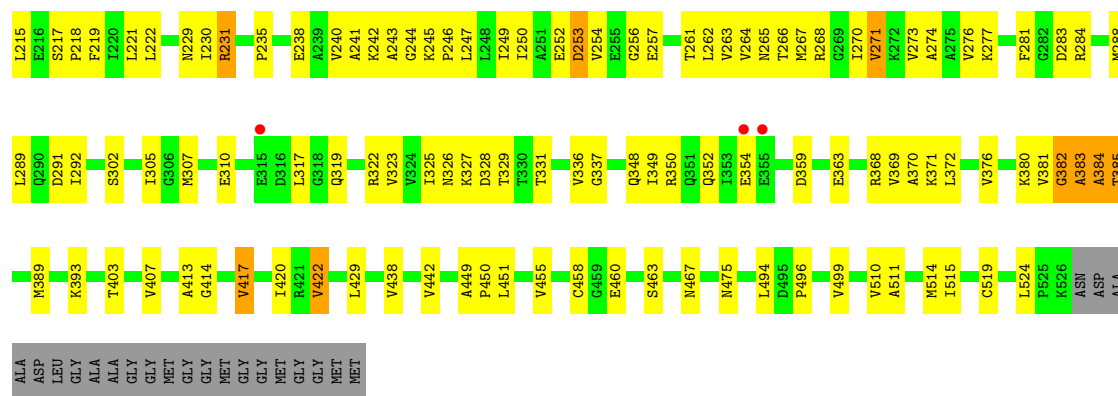 L215 E216 S217 P218 F219 I220 L221 L222 N229 I230 R231 P235 E238 A239 V240 A241 K242 A243 G244 K245 P246 L247 L248 I249 I250 A251 E252 D253 V254 E255 G256 E257 T261 L262 V263 V264 N265 T266 M267 R268 G269 I270 V271 K272 V273 A274 A275 V276 K277 F281 G282 D283 R284 M288
L289 Q290 D291 I292 S302 I305 G306 M307 E310 E315 D316 L317 G318 Q319 R322 V323 V324 I325 N326 K327 D328 T329 T330 T331 V336 G337 Q348 I349 R350 Q351 Q352 I353 E354 E355 D359 E363 R368 V369 A370 K371 L372 V376 K380 V381 G382 A383 A384 T385
M389 K393 T403 V407 A413 G414 V417 I420 R421 V422 L429 V438 V442 A449 P450 L451 V455 C458 G459 E460 S463 N467 N475 L494 D495 P496 V499 V510 A511 M514 I515 C519 L524 P525 K526 ASN ASP ALA
ALA ASP LEU GLY ALA ALA GLY GLY MET GLY GLY MET GLY GLY MET GLY GLY MET MET